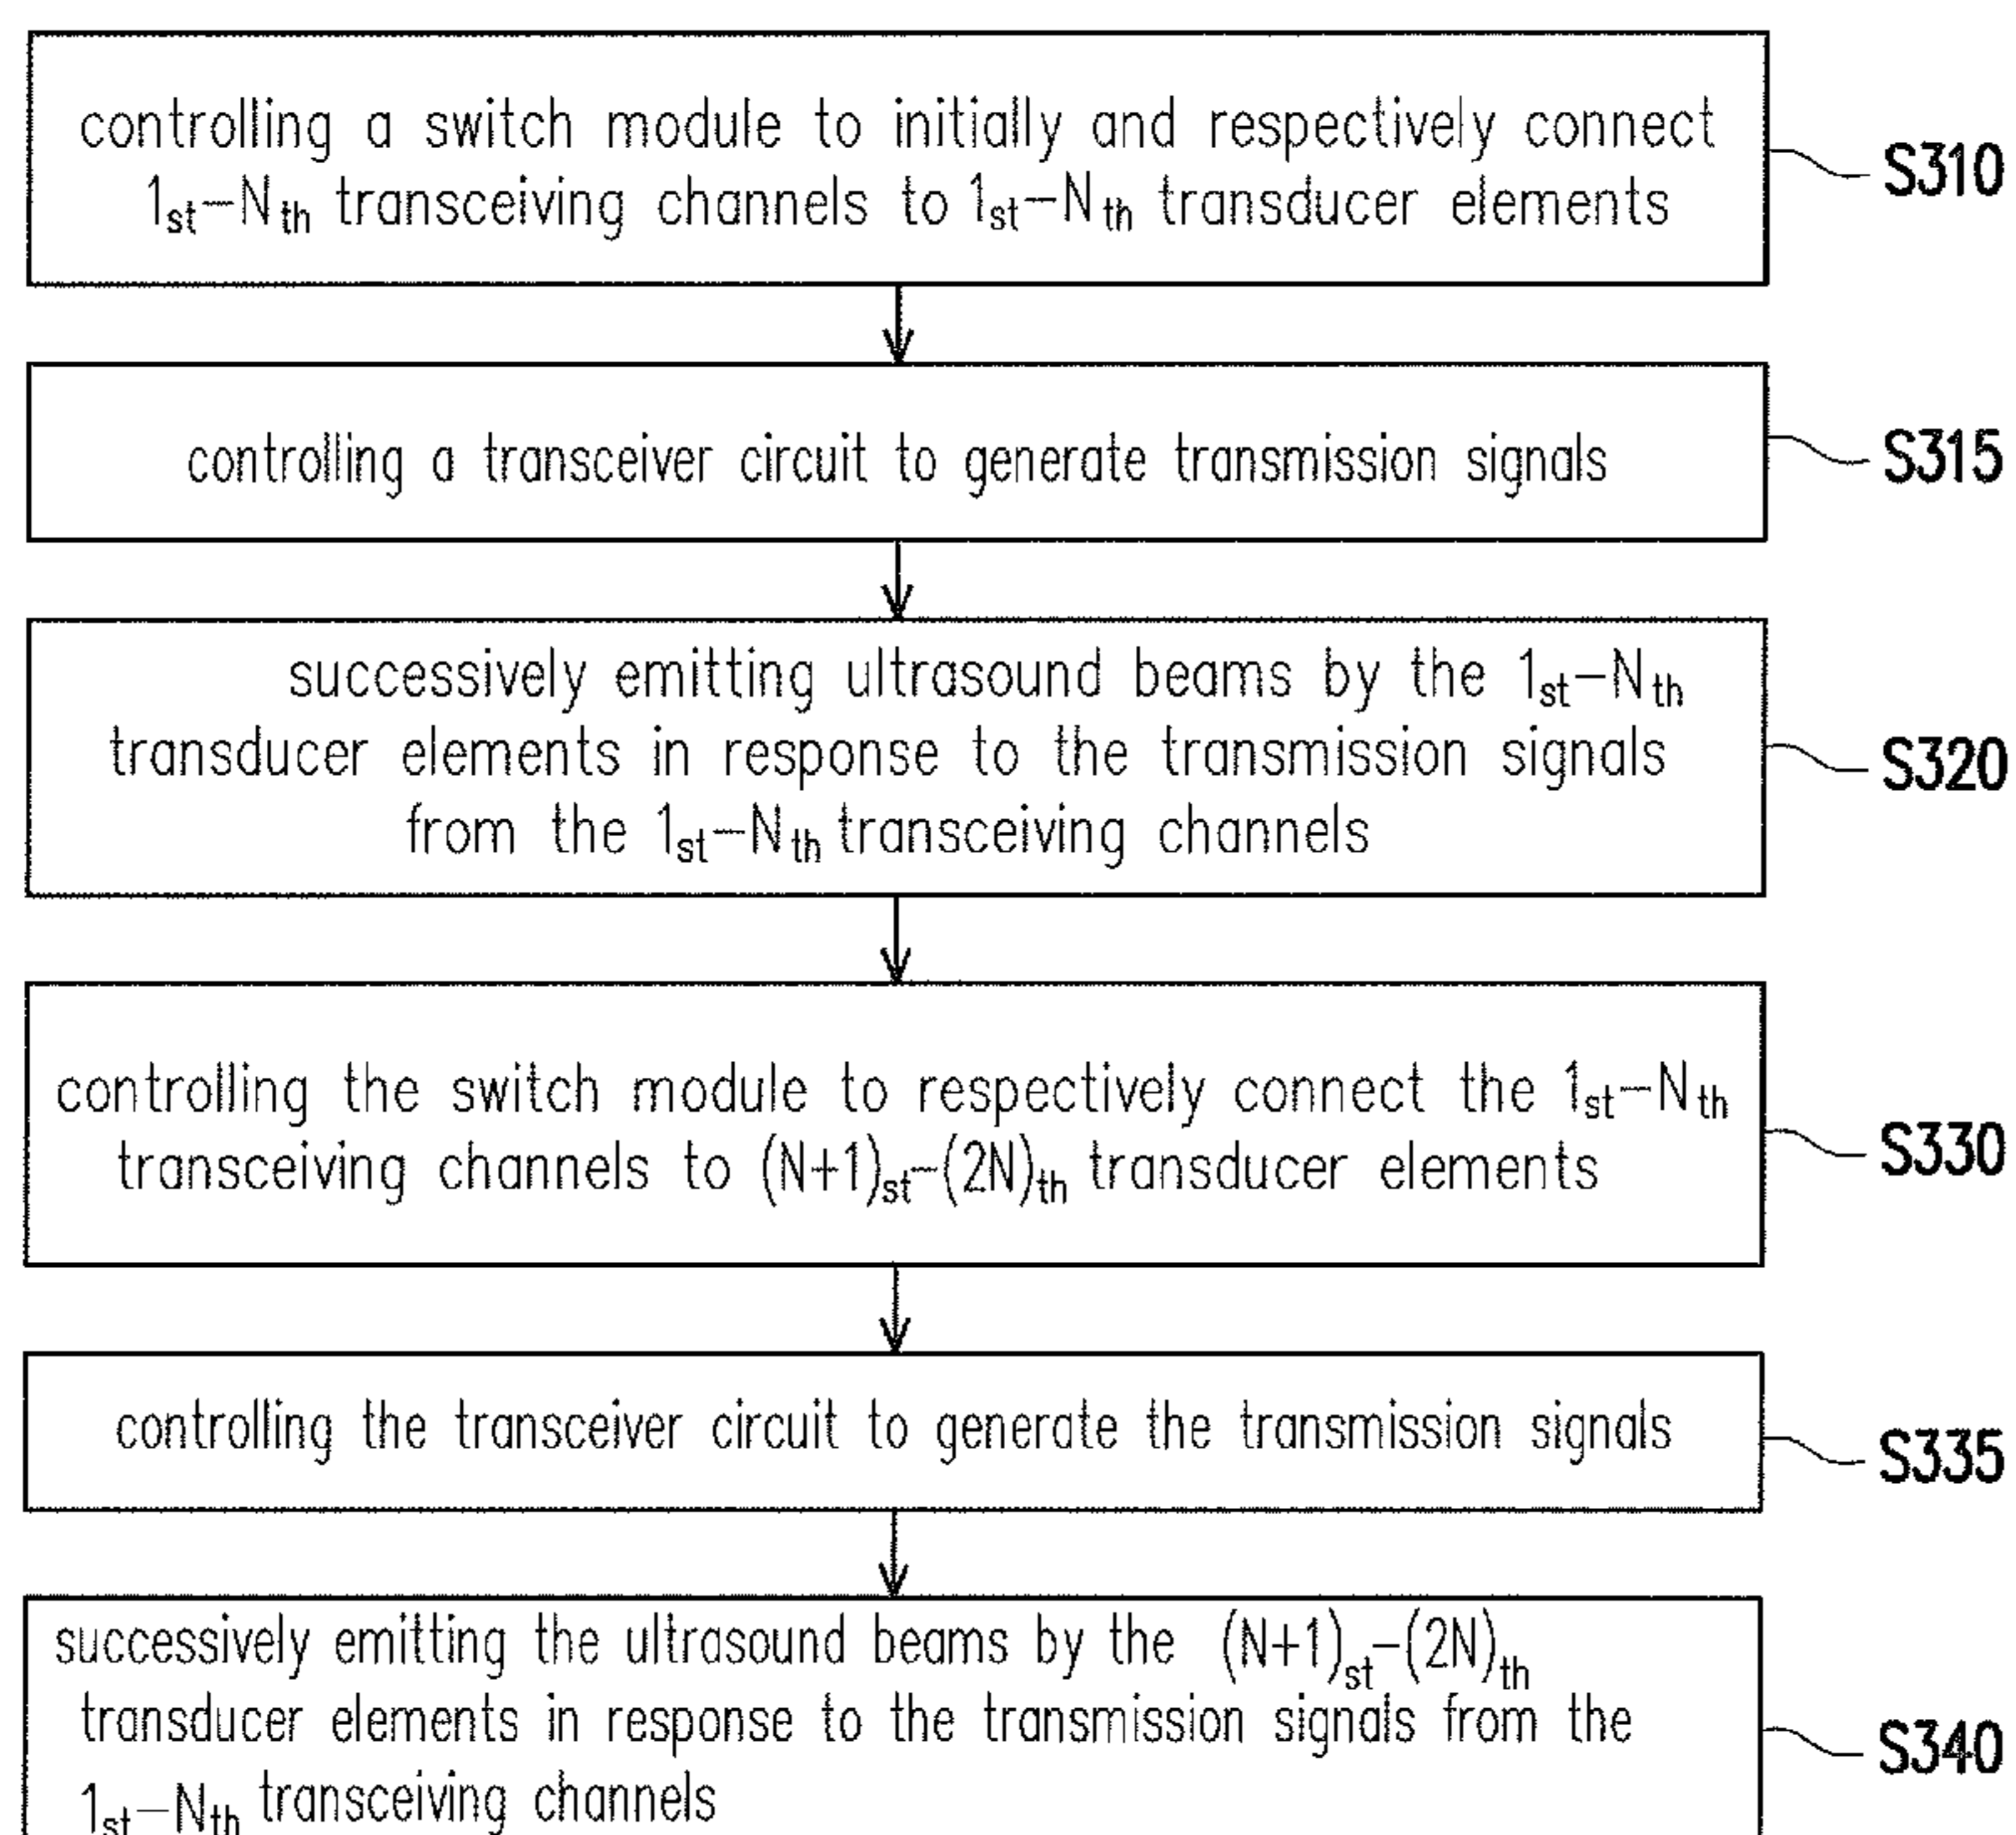 controlling a switch module to initially and respectively connect
1st-Nth transceiving channels to 1st-Nth transducer elements
S310
controlling a transceiver circuit to generate transmission signals
S315
successively emitting ultrasound beams by the 1st-Nth
transducer elements in response to the transmission signals
from the 1st-Nth transceiving channels
S320
controlling the switch module to respectively connect the 1st-Nth
transceiving channels to (N+1)st-(2N)th transducer elements
S330
controlling the transceiver circuit to generate the transmission signals
S335
successively emitting the ultrasound beams by the (N+1)st-(2N)th
transducer elements in response to the transmission signals from the
1st-Nth transceiving channels
S340